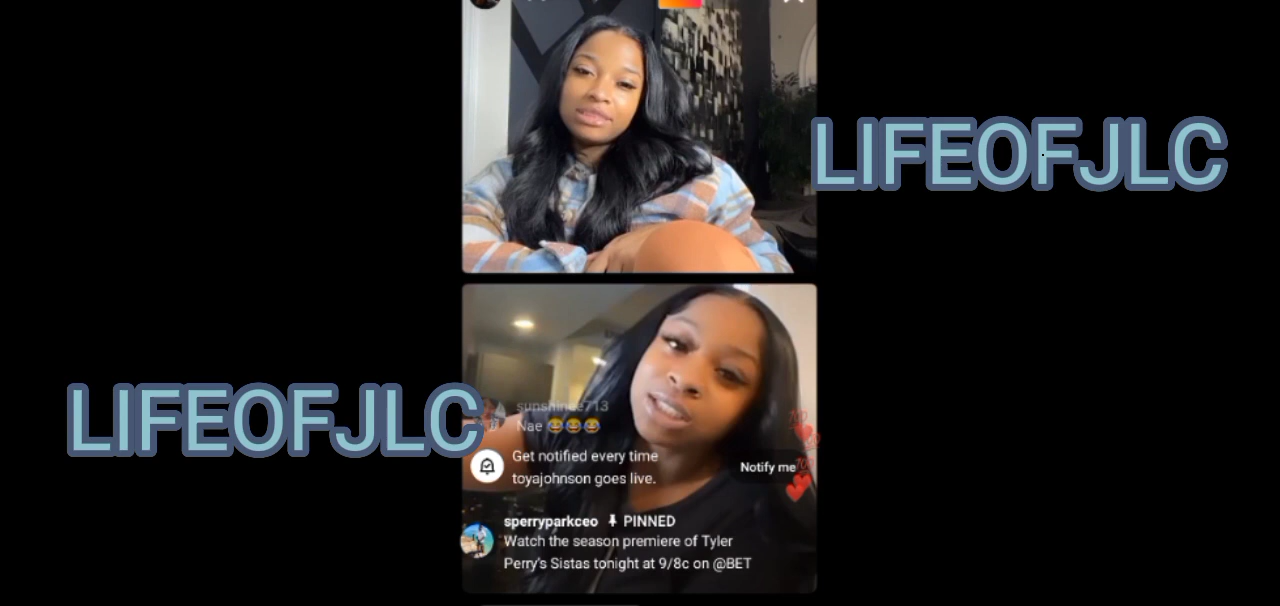 LIFEOFJLC
LIFEOFJLC
sunshinee713
Nae 😂😂😂
Get notified every time
toyajohnson goes live.
Notify me
sperryparkceo PINNED
Watch the season premiere of Tyler
Perry's Sistas tonight at 9/8c on @BET